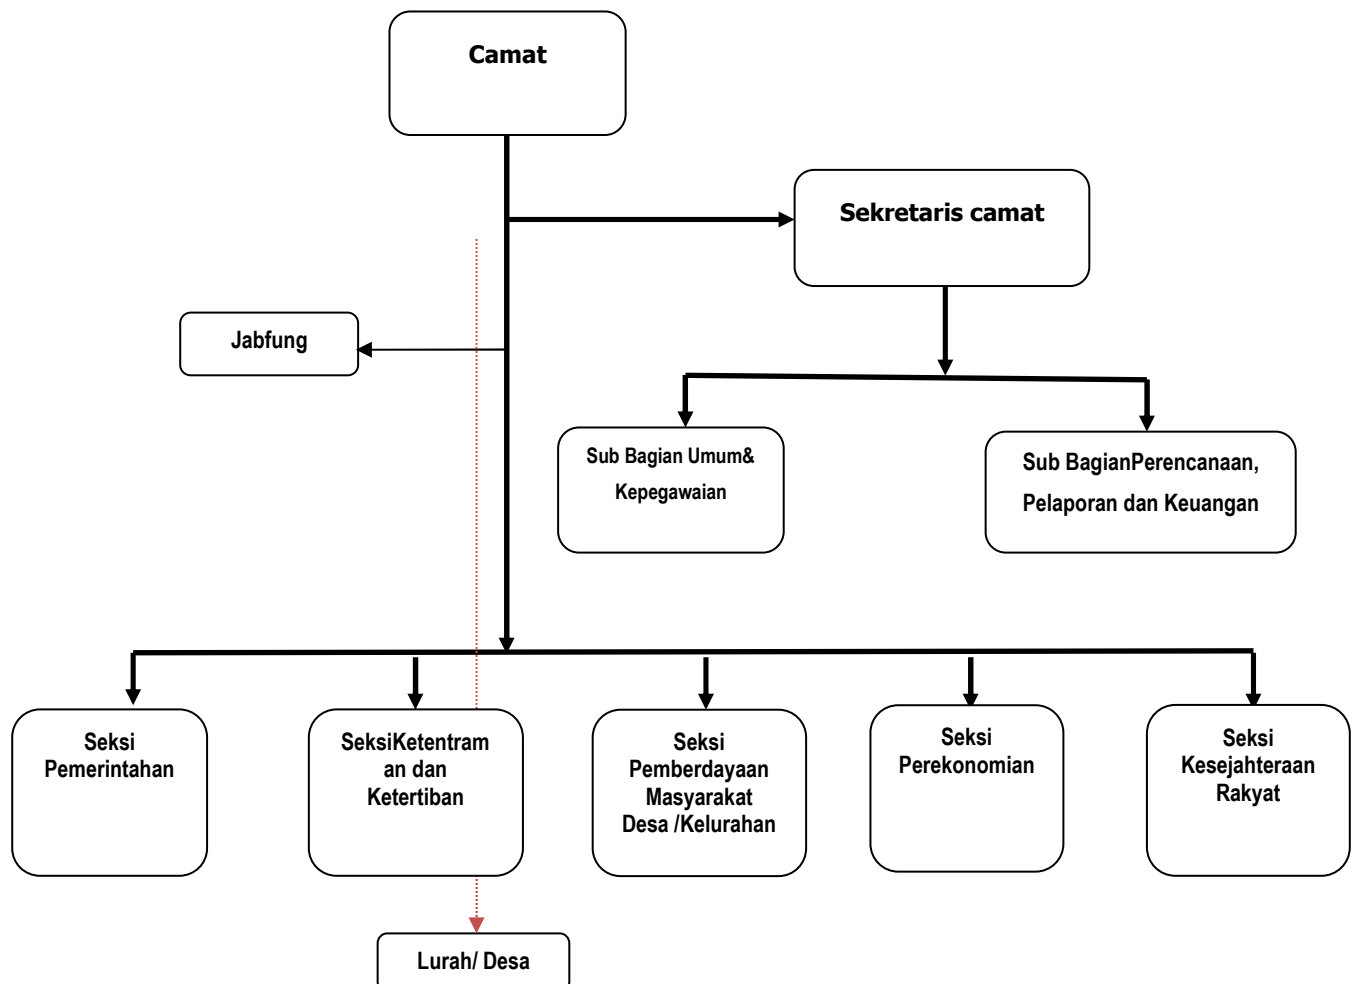 Camat
Sekretaris camat
Jabfung
Sub Bagian Umum&
Kepegawaian
Sub BagianPerencanaan,
Pelaporan dan Keuangan
Seksi
Pemerintahan
SeksiKetentram
an dan
Ketertiban
Seksi
Pemberdayaan
Masyarakat
Desa /Kelurahan
Seksi
Perekonomian
Seksi
Kesejahteraan
Rakyat
Lurah/ Desa